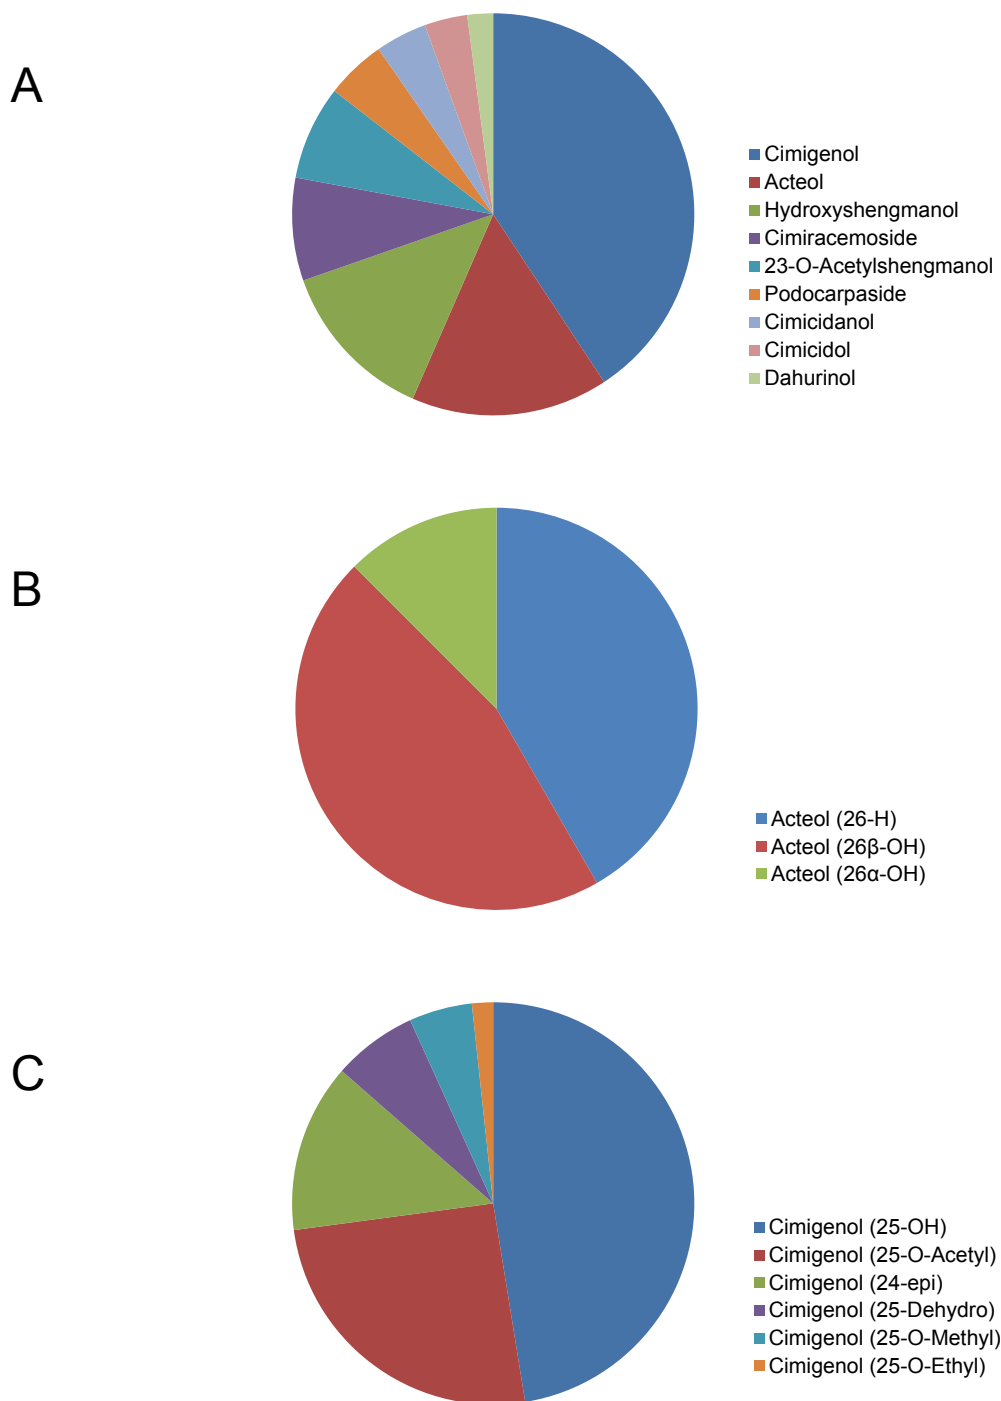 A
Cimigenol
Acteol
Hydroxyshengmanol
Cimiracemoside
23-O-Acetylshengmanol
Podocarpaside
Cimicidanol
Cimicidol
Dahurinol
B
Acteol (26-H)
Acteol (26β-OH)
Acteol (26α-OH)
C
Cimigenol (25-OH)
Cimigenol (25-O-Acetyl)
Cimigenol (24-epi)
Cimigenol (25-Dehydro)
Cimigenol (25-O-Methyl)
Cimigenol (25-O-Ethyl)